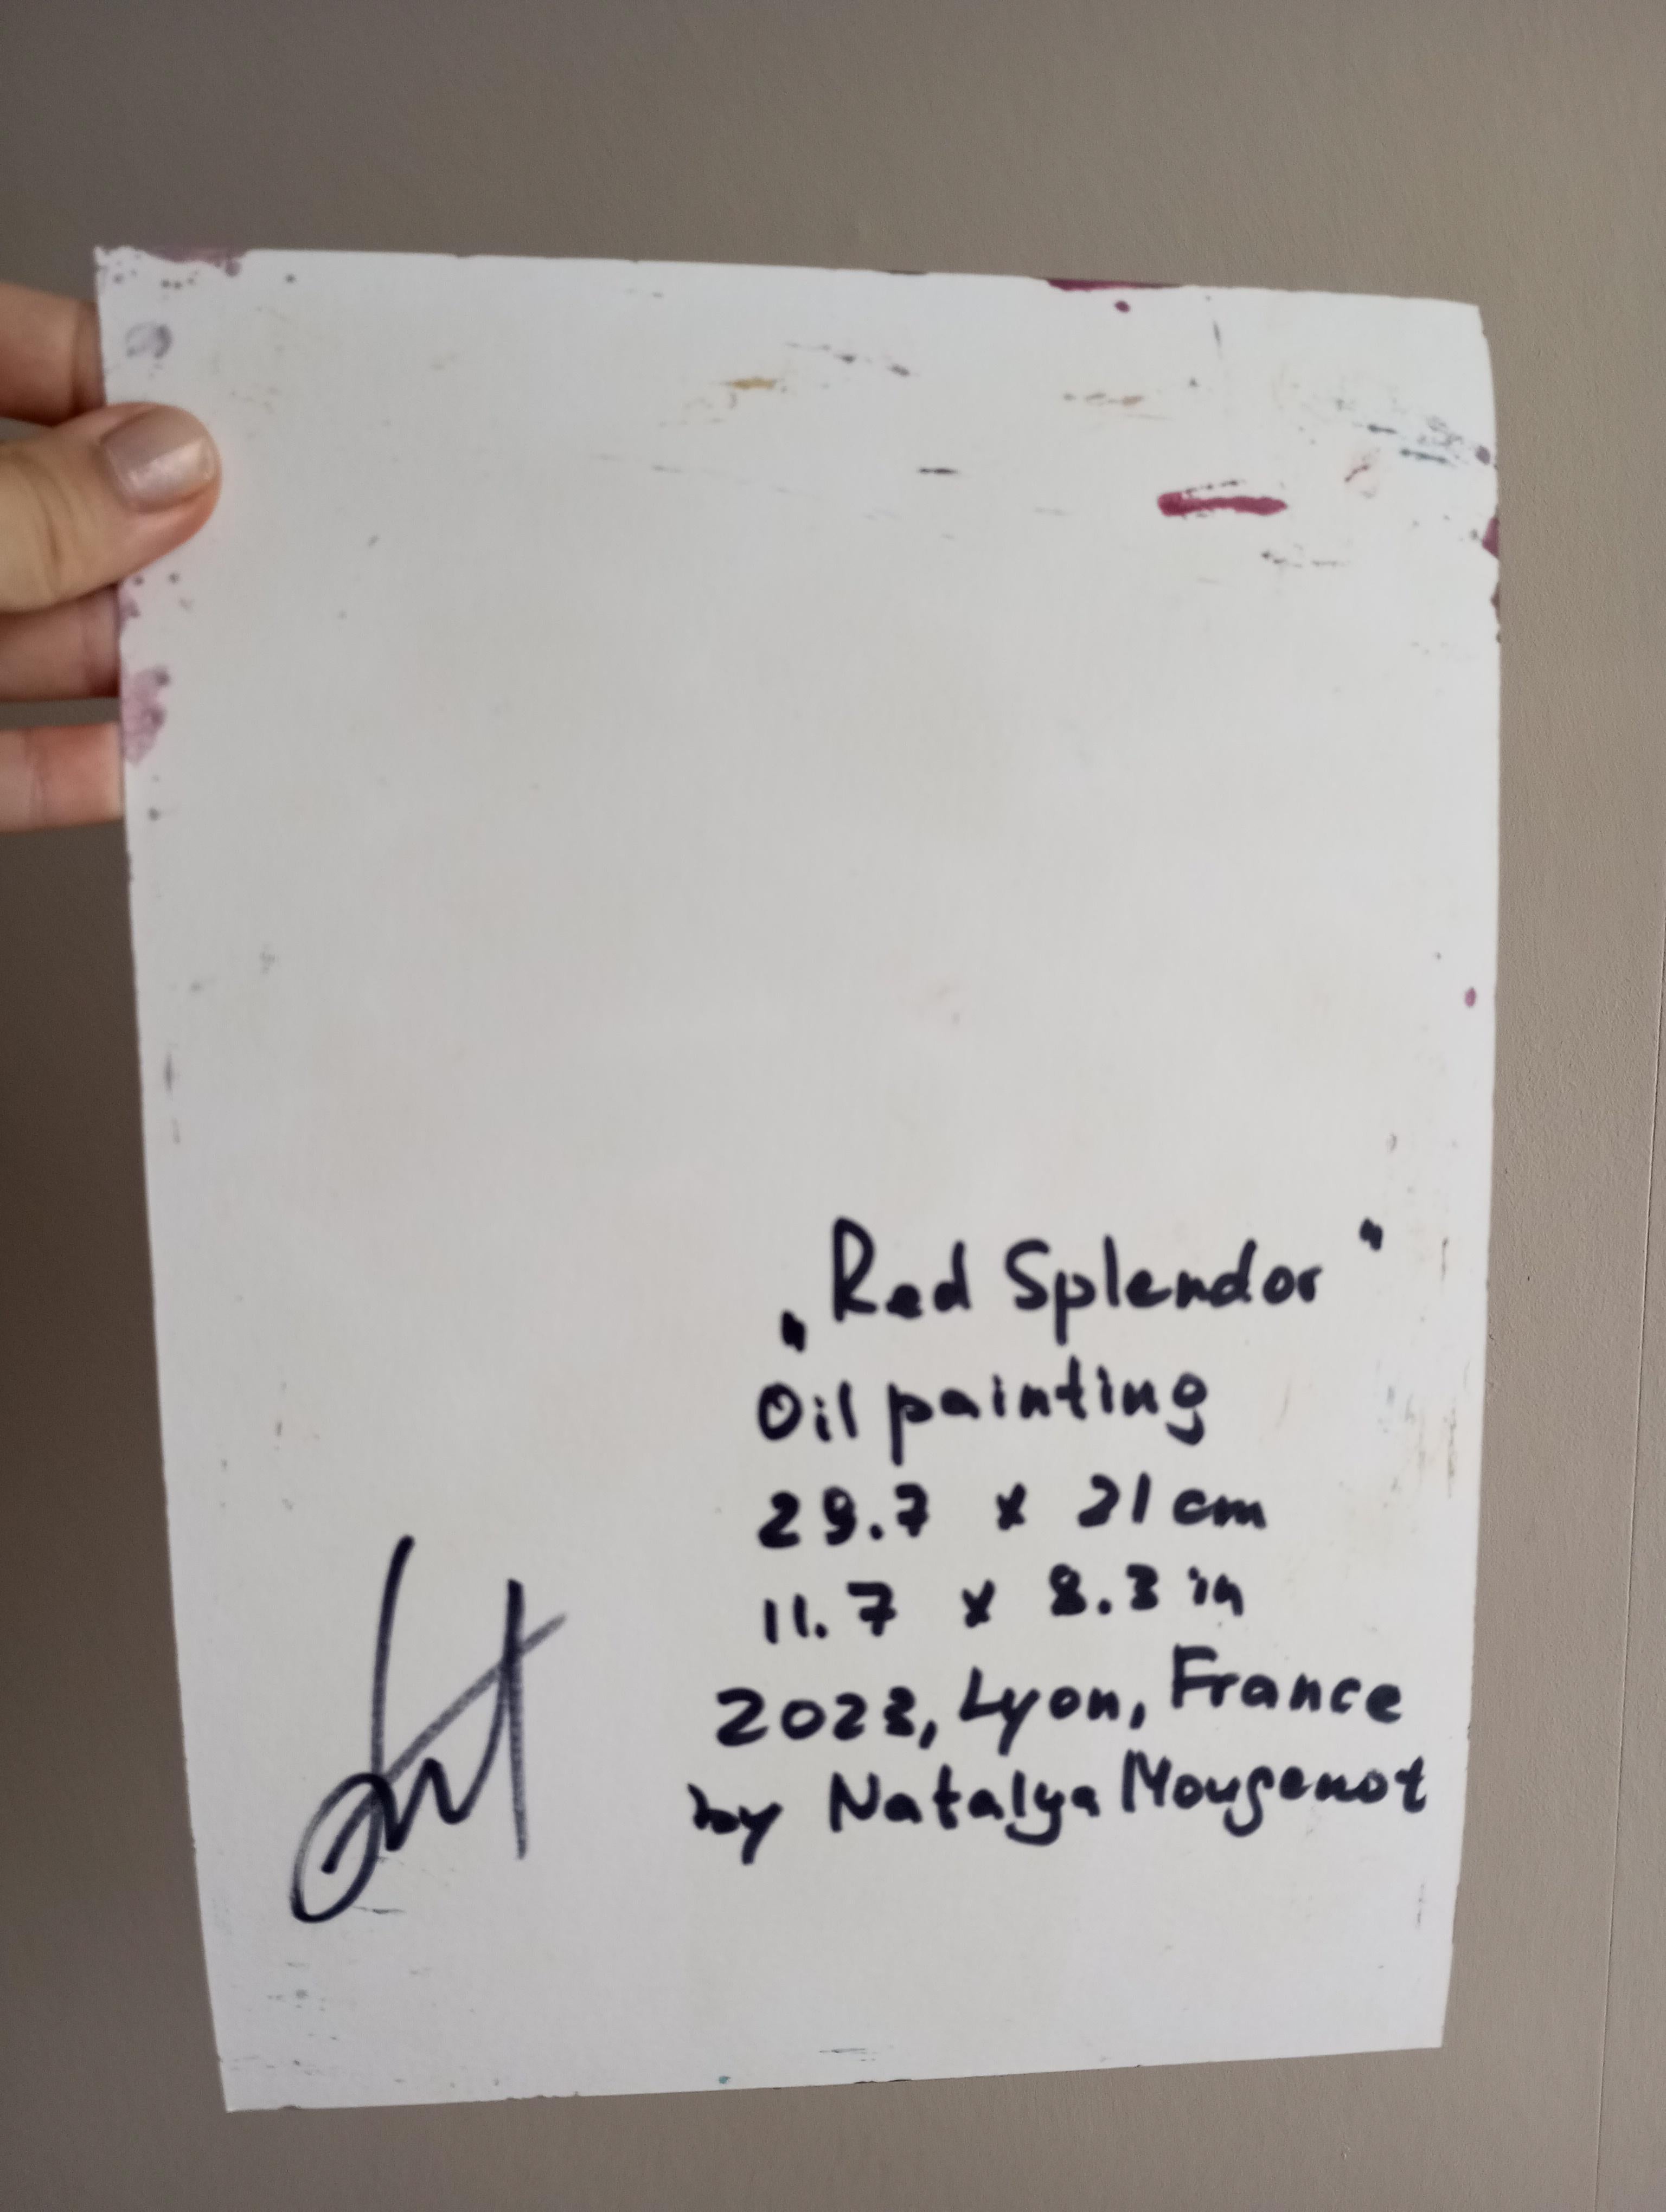 „Red Splendor"
Oil painting
29.7 x 21 cm
11.7 x 8.3 in
2023, Lyon, France
by Natalya Mougenot